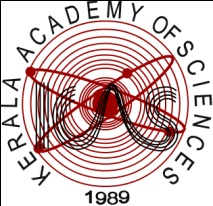 KERALA ACADEMY OF SCIENCES
KAS
1989